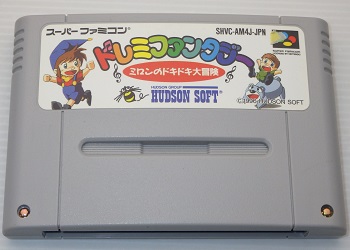 スーパーファミコン
SHVC-AM4J-JPN
ドレミファンタジー
ミロンのドキドキ大冒険
HUDSON GROUP
HUDSON SOFT
HUDSON SOFT